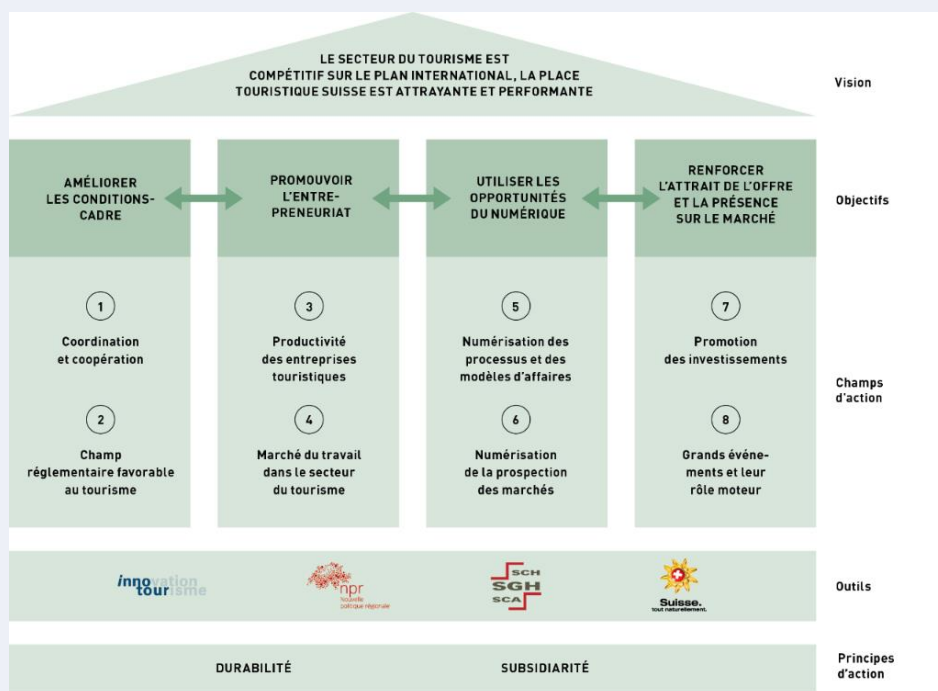 LE SECTEUR DU TOURISME EST
COMPÉTITIF SUR LE PLAN INTERNATIONAL, LA PLACE
TOURISTIQUE SUISSE EST ATTRAYANTE ET PERFORMANTE
Vision
AMÉLIORER
LES CONDITIONS-
CADRE
PROMOUVOIR
L'ENTRE-
PRENEURIAT
UTILISER LES
OPPORTUNITÉS
DU NUMÉRIQUE
RENFORCER
L'ATTRAIT DE L'OFFRE
ET LA PRÉSENCE
SUR LE MARCHÉ
Objectifs
1
Coordination
et coopération
2
Champ
réglementaire favorable
au tourisme
3
Productivité
des entreprises
touristiques
4
Marché du travail
dans le secteur
du tourisme
5
Numérisation des
processus et des
modèles d'affaires
6
Numérisation
de la prospection
des marchés
7
Promotion
des investissements
8
Grands événe-
ments et leur
rôle moteur
Champs
d'action
innovation
tourisme
npr
Nouvelle
politique régionale
SCH
SGH
SCA
Suisse.
tout naturellement.
Outils
DURABILITÉ
SUBSIDIARITÉ
Principes
d'action